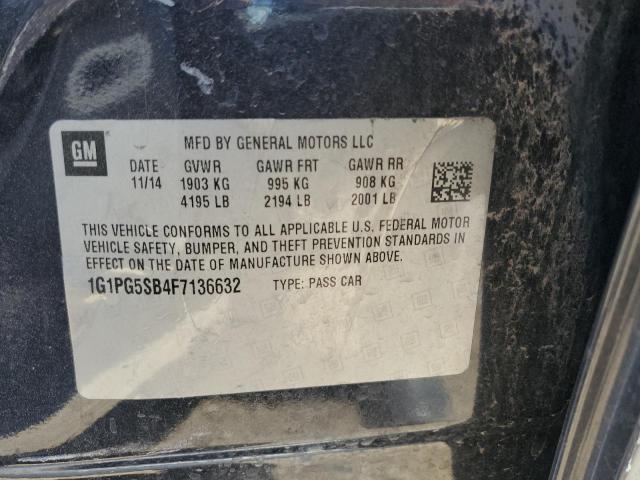 GM
MFD BY GENERAL MOTORS LLC
DATE GVWR GAWR FRT GAWR RR
11/14 1903 KG 995 KG 908 KG
4195 LB 2194 LB 2001 LB
THIS VEHICLE CONFORMS TO ALL APPLICABLE U.S. FEDERAL MOTOR
VEHICLE SAFETY, BUMPER, AND THEFT PREVENTION STANDARDS IN
EFFECT ON THE DATE OF MANUFACTURE SHOWN ABOVE.
1G1PG5SB4F7136632 TYPE: PASS CAR